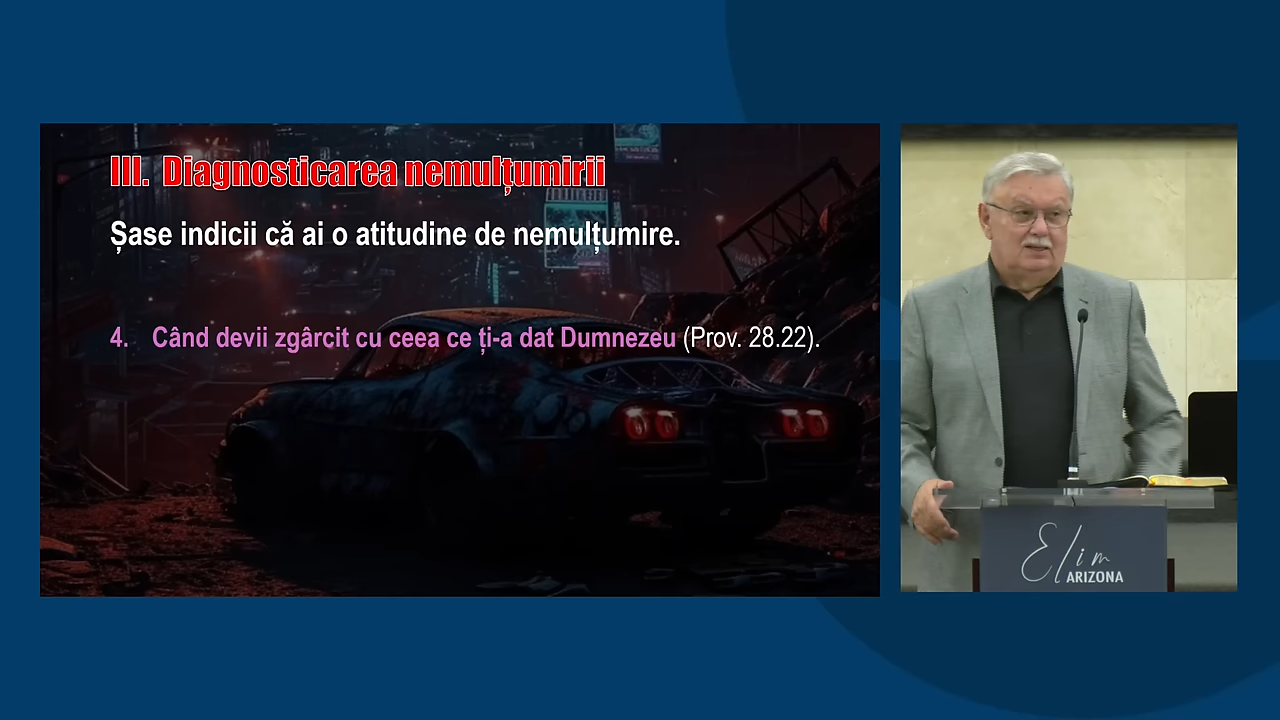 III. Diagnosticarea nemulțumirii
Șase indicii că ai o atitudine de nemulțumire.
4. Când devii zgârcit cu ceea ce ți-a dat Dumnezeu (Prov. 28.22).
Elim
ARIZONA